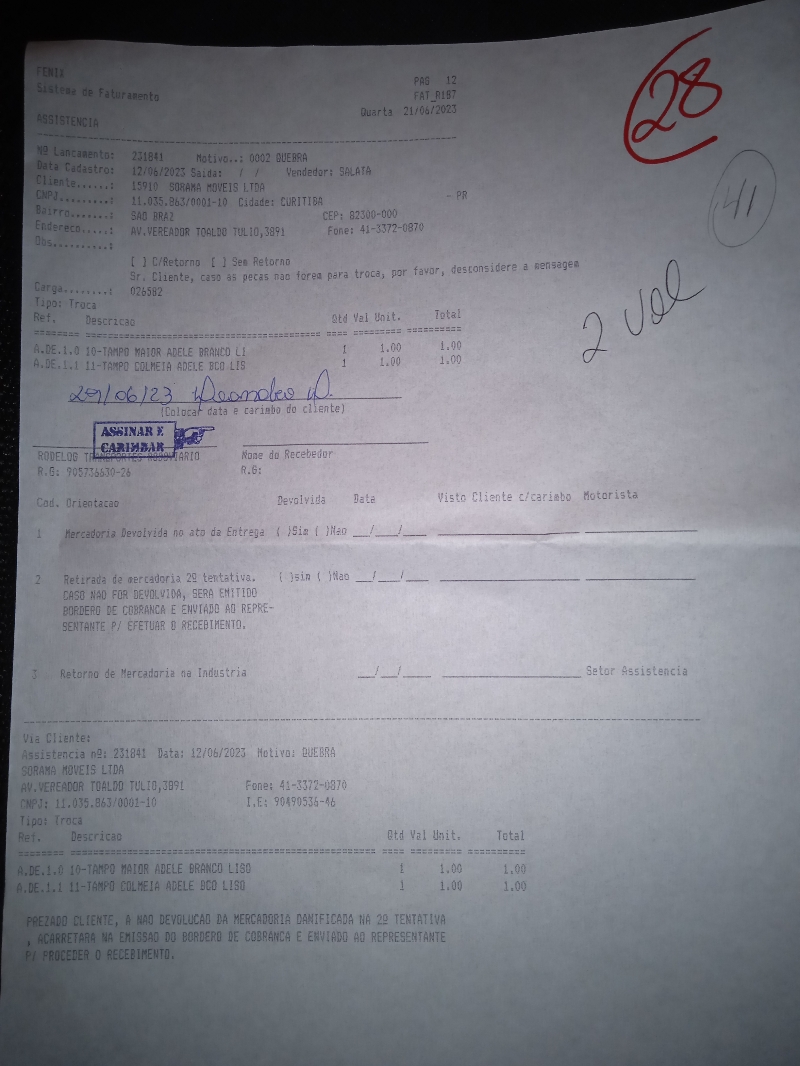 FENIX
PAG 12
Sistema de Faturamento
FAT_R187
Quarta 21/06/2023
ASSISTENCIA
28
41
2 Vol
Nº Lancamento: 231841 Motivo..: 0002 QUEBRA
Data Cadastro: 12/06/2023 Saida: / / Vendedor: SALATA
Cliente......: 15910 SORAMA MOVEIS LTDA
CNPJ.........: 11.035.863/0001-10 Cidade: CURITIBA - PR
Bairro.......: SAO BRAZ CEP: 82300-000
Endereco.....: AV.VEREADOR TOALDO TULIO,3891 Fone: 41-3372-0870
Obs..........:
[ ] C/Retorno [ ] Sem Retorno
Sr. Cliente, caso as pecas nao forem para troca, por favor, desconsidere a mensagem
Carga........: 026582
Tipo: Troca
Ref. Descricao Qtd Val Unit. Total
A.DE.1.0 10-TAMPO MAIOR ADELE BRANCO LI 1 1.00 1.00
A.DE.1.1 11-TAMPO COLMEIA ADELE BCO LIS 1 1.00 1.00
29/06/23
(Colocar data e carimbo do cliente)
ASSINAR E
CARIMBAR
RODELOG TRANSPORTES RODOVIARIO Nome do Recebedor
R.G: 905736630-26 R.G:
Cod. Orientacao Devolvida Data Visto Cliente c/carimbo Motorista
1 Mercadoria Devolvida no ato da Entrega ( )Sim ( )Nao __/___/____
2 Retirada de mercadoria 2º tentativa. ( )sim ( )Nao __/___/____
CASO NAO FOR DEVOLVIDA, SERA EMITIDO
BORDERO DE COBRANCA E ENVIADO AO REPRE-
SENTANTE P/ EFETUAR O RECEBIMENTO.
3 Retorno de Mercadoria na Industria __/__/____ Setor Assistencia
Via Cliente:
Assistencia nº: 231841 Data: 12/06/2023 Motivo: QUEBRA
SORAMA MOVEIS LTDA
AV.VEREADOR TOALDO TULIO,3891 Fone: 41-3372-0870
CNPJ: 11.035.863/0001-10 I.E: 90490536-46
Tipo: Troca
Ref. Descricao Qtd Val Unit. Total
A.DE.1.0 10-TAMPO MAIOR ADELE BRANCO LISO 1 1.00 1.00
A.DE.1.1 11-TAMPO COLMEIA ADELE BCO LISO 1 1.00 1.00
PREZADO CLIENTE, A NAO DEVOLUCAO DA MERCADORIA DANIFICADA NA 2º TENTATIVA
, ACARRETARA NA EMISSAO DO BORDERO DE COBRANCA E ENVIADO AO REPRESENTANTE
P/ PROCEDER O RECEBIMENTO.